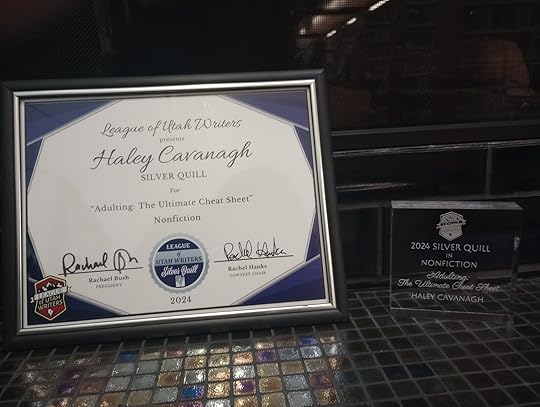 League of Utah Writers
presents
Haley Cavanagh
SILVER QUILL
For
"Adulting: The Ultimate Cheat Sheet"
Nonfiction
Rachael Bush
PRESIDENT
LEAGUE
of
UTAH WRITERS
Silver Quill
2024
Rachel Hanks
Rachel Hanks
CONTEST CHAIR
LEAGUE
OF UTAH
WRITERS
2024 SILVER QUILL
IN
NONFICTION
Adulting:
The Ultimate Cheat Sheet
HALEY CAVANAGH